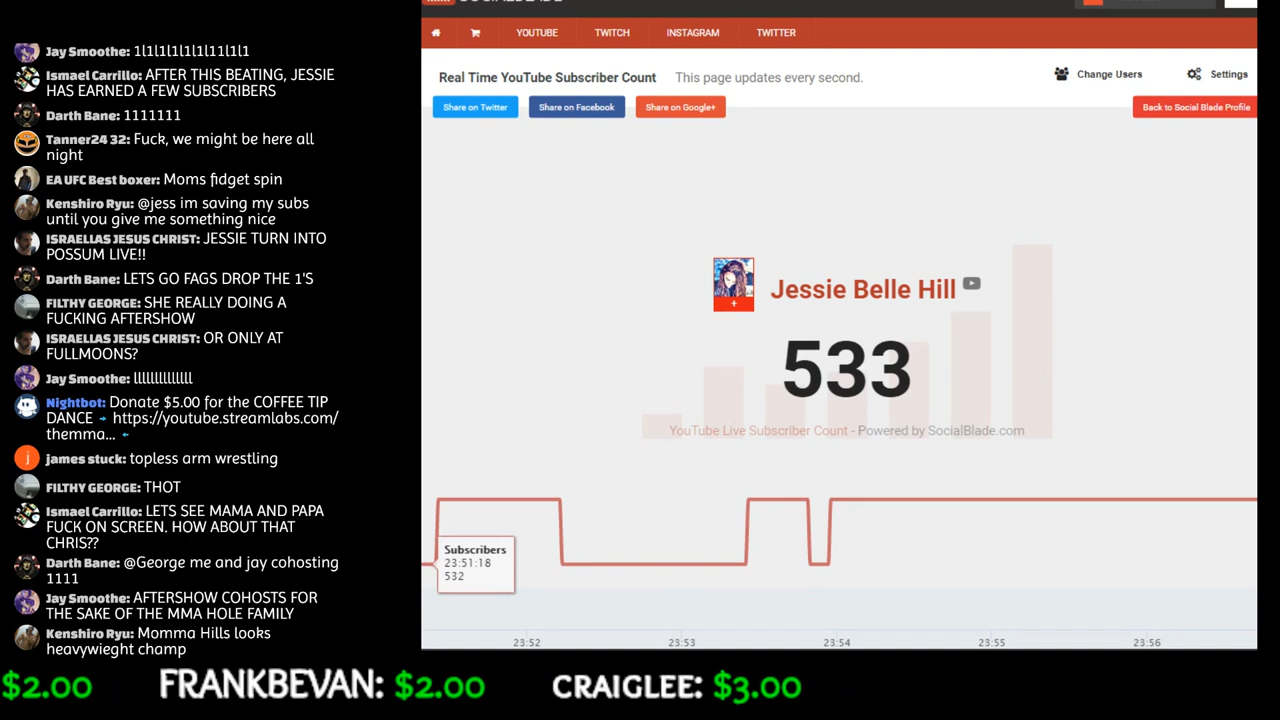 Jay Smoothe: 1l1l1l1l1l1l11l1l1
Ismael Carrillo: AFTER THIS BEATING, JESSIE
HAS EARNED A FEW SUBSCRIBERS
Darth Bane: 1111111
Tanner24 32: Fuck, we might be here all
night
EA UFC Best boxer: Moms fidget spin
Kenshiro Ryu: @jess im saving my subs
until you give me something nice
ISRAELLAS JESUS CHRIST: JESSIE TURN INTO
POSSUM LIVE!!
Darth Bane: LETS GO FAGS DROP THE 1'S
FILTHY GEORGE: SHE REALLY DOING A
FUCKING AFTERSHOW
ISRAELLAS JESUS CHRIST: OR ONLY AT
FULLMOONS?
Jay Smoothe: llllllllllllll
Nightbot: Donate $5.00 for the COFFEE TIP
DANCE → https://youtube.streamlabs.com/
themma... ←
james stuck: topless arm wrestling
FILTHY GEORGE: THOT
Ismael Carrillo: LETS SEE MAMA AND PAPA
FUCK ON SCREEN. HOW ABOUT THAT
CHRIS??
Darth Bane: @George me and jay cohosting
1111
Jay Smoothe: AFTERSHOW COHOSTS FOR
THE SAKE OF THE MMA HOLE FAMILY
Kenshiro Ryu: Momma Hills looks
heavywieght champ
YOUTUBE TWITCH INSTAGRAM TWITTER
Real Time YouTube Subscriber Count This page updates every second.
Change Users Settings
Share on Twitter Share on Facebook Share on Google+ Back to Social Blade Profile
Jessie Belle Hill
533
YouTube Live Subscriber Count - Powered by SocialBlade.com
Subscribers
23:51:18
532
23:52 23:53 23:54 23:55 23:56
$2.00 FRANKBEVAN: $2.00 CRAIGLEE: $3.00